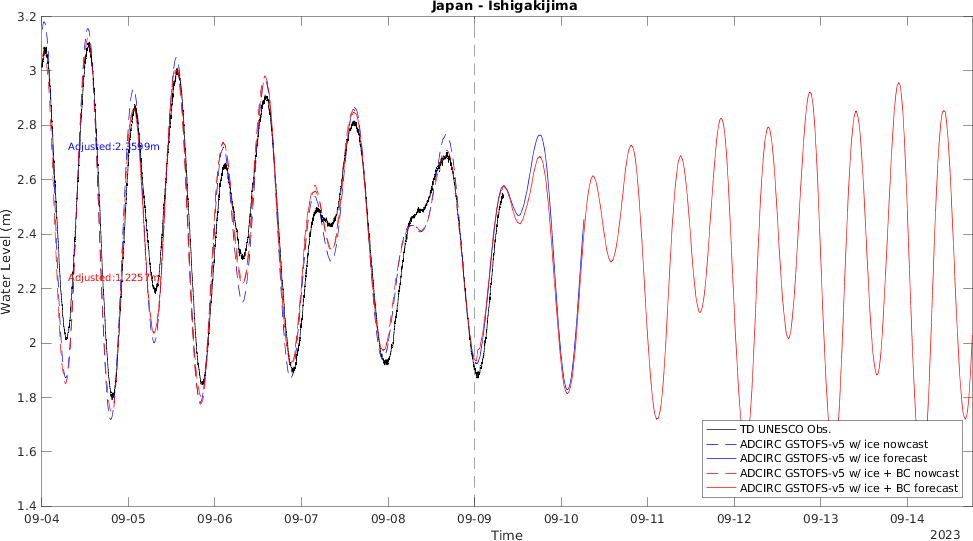 Japan - Ishigakijima
3.2
3
2.8
2.6
2.4
2.2
2
1.8
1.6
1.4
Water Level (m)
Adjusted:2.3599m
Adjusted:1.2257m
TD UNESCO Obs.
ADCIRC GSTOFS-v5 w/ ice nowcast
ADCIRC GSTOFS-v5 w/ ice forecast
ADCIRC GSTOFS-v5 w/ ice + BC nowcast
ADCIRC GSTOFS-v5 w/ ice + BC forecast
09-04 09-05 09-06 09-07 09-08 09-09 09-10 09-11 09-12 09-13 09-14
Time
2023